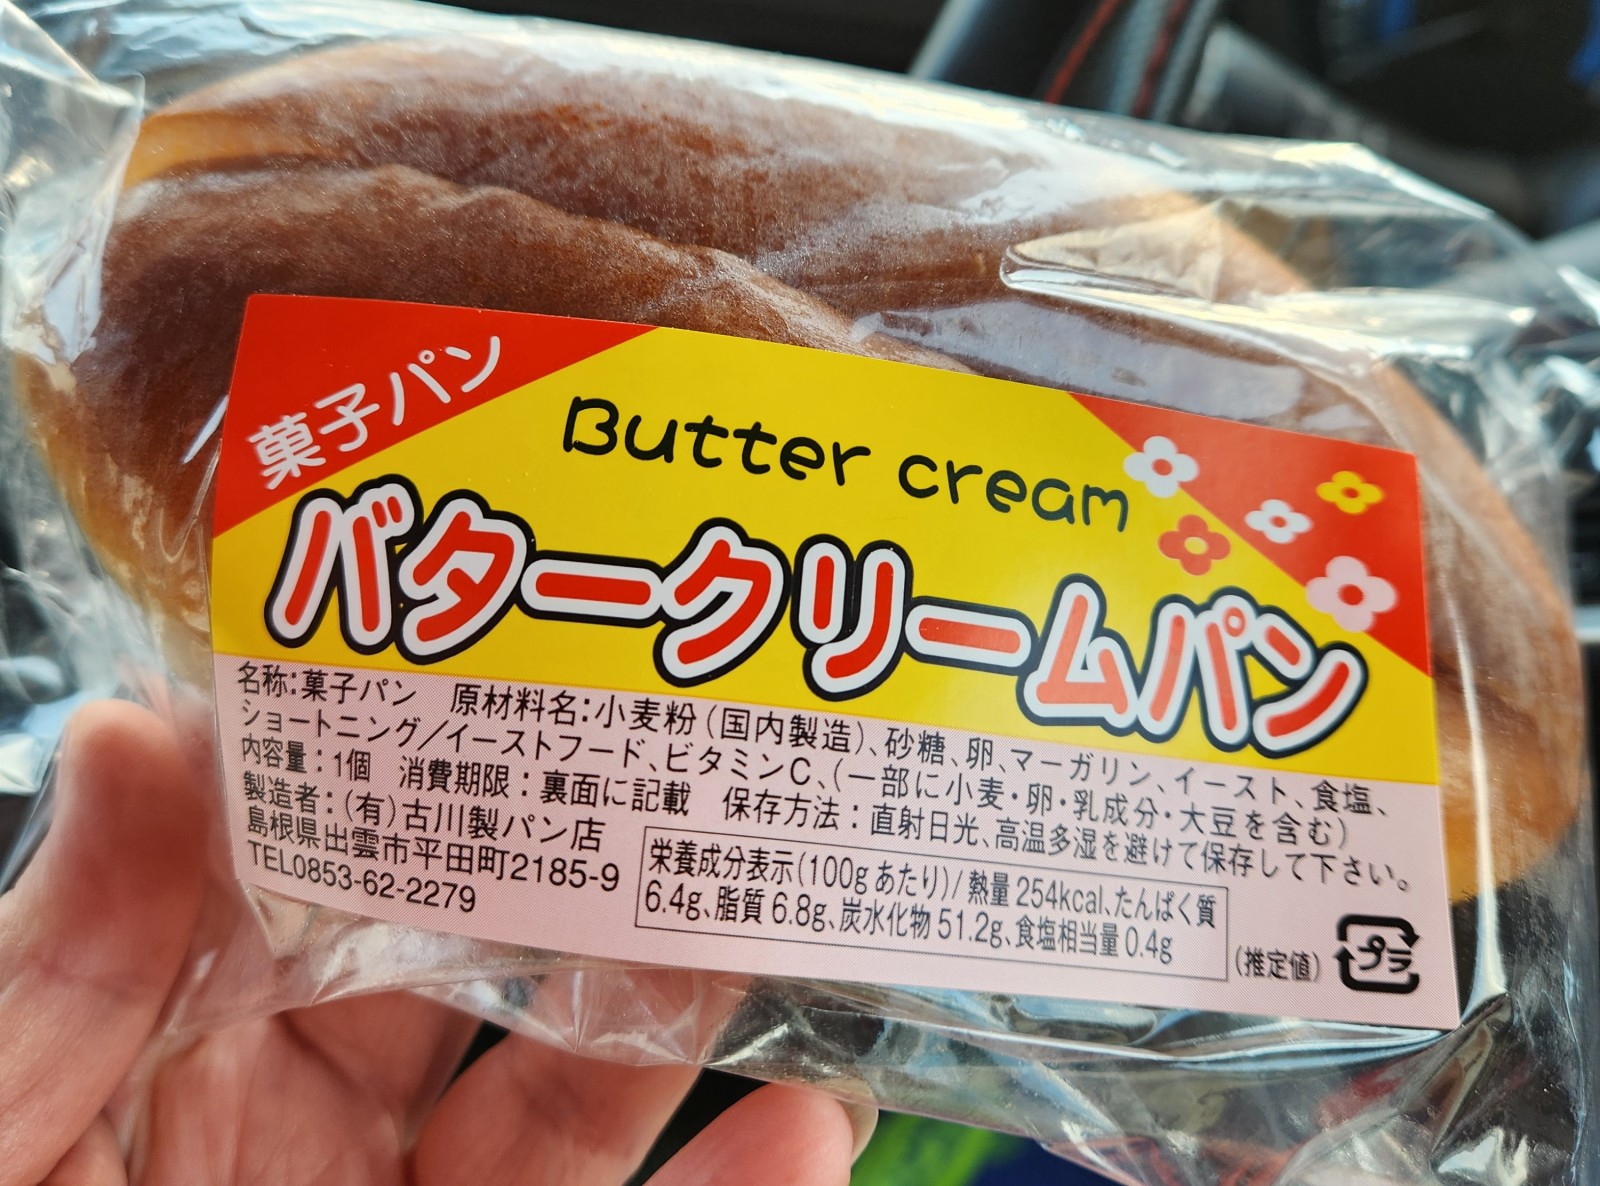 菓子パン
Butter cream
バタークリームパン
名称:菓子パン 原材料名:小麦粉(国内製造)、砂糖、卵、マーガリン、イースト、食塩、
ショートニング/イーストフード、ビタミンC、(一部に小麦・卵・乳成分・大豆を含む)
内容量:1個 消費期限:裏面に記載 保存方法:直射日光、高温多湿を避けて保存して下さい。
製造者:(有)古川製パン店
島根県出雲市平田町2185-9
TEL0853-62-2279
栄養成分表示(100gあたり)/熱量254kcal、たんぱく質
6.4g、脂質6.8g、炭水化物51.2g、食塩相当量0.4g
(推定値)
プラ